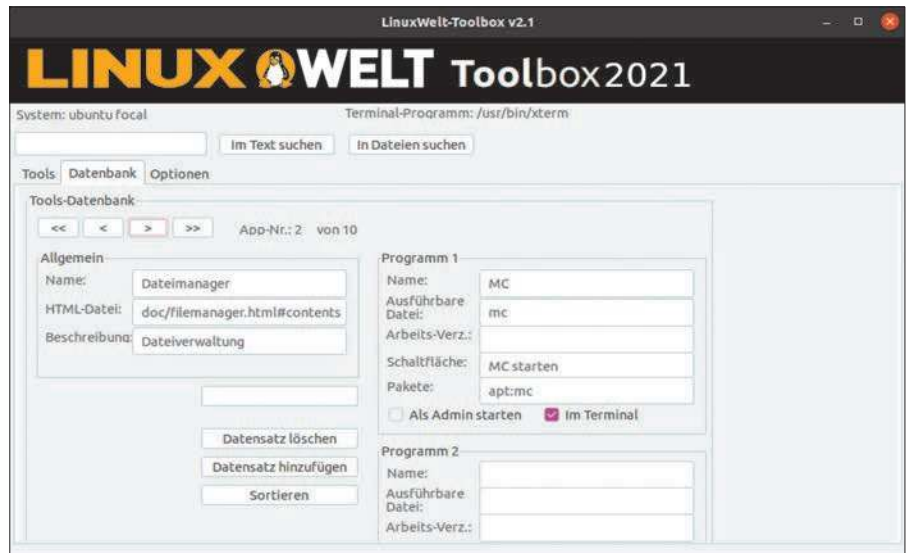 LinuxWelt-Toolbox v2.1
LINUX WELT Toolbox2021
System: ubuntu focal
Terminal-Programm: /usr/bin/xterm
Im Text suchen
In Dateien suchen
Tools
Datenbank
Optionen
Tools-Datenbank
<<
<
>
>>
App-Nr.: 2 von 10
Allgemein
Name:
Dateimanager
HTML-Datei:
doc/filemanager.html#contents
Beschreibung:
Dateiverwaltung
Datensatz löschen
Datensatz hinzufügen
Sortieren
Programm 1
Name:
MC
Ausführbare
Datei:
mc
Arbeits-Verz.:
Schaltfläche:
MC starten
Pakete:
apt:mc
Als Admin starten
Im Terminal
Programm 2
Name:
Ausführbare
Datei:
Arbeits-Verz.: